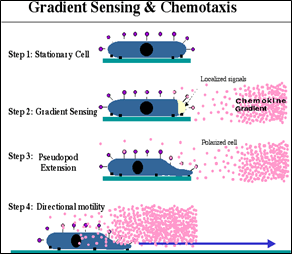 Gradient Sensing & Chemotaxis
Step 1: Stationary Cell
Localized signals
Step 2: Gradient Sensing
Chemokine
Gradient
Step 3:
Polarized cell
Pseudopod
Extension
Step 4: Directional motility